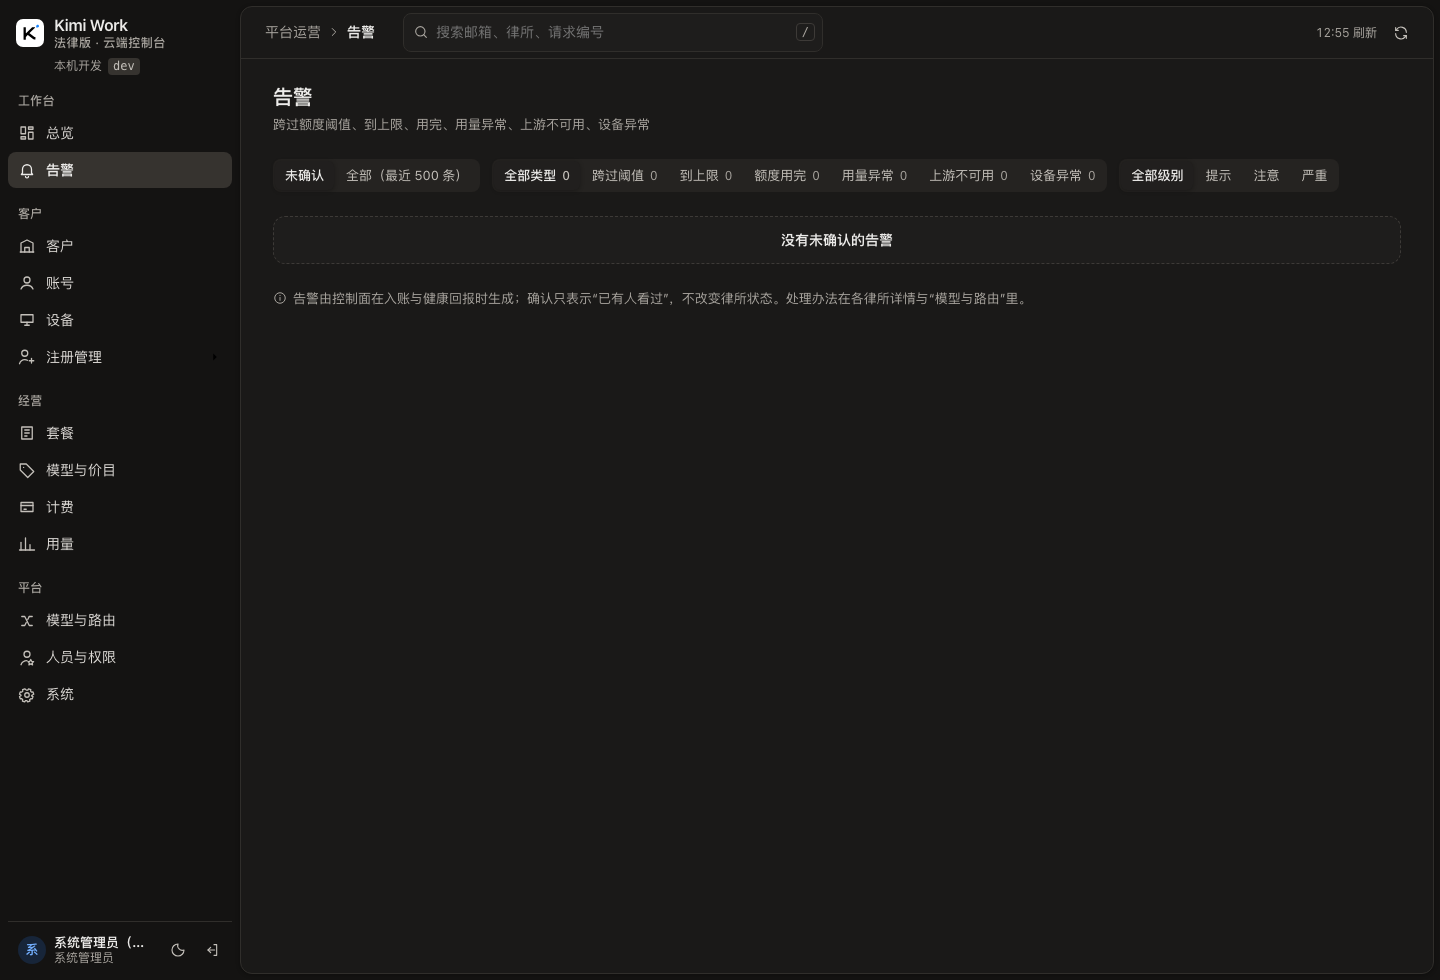 Kimi Work
法律版 · 云端控制台
本机开发 dev
工作台
总览
告警
客户
客户
账号
设备
注册管理
经营
套餐
模型与价目
计费
用量
平台
模型与路由
人员与权限
系统
系 系统管理员（...
系统管理员
平台运营 > 告警 搜索邮箱、律所、请求编号 / 12:55 刷新
告警
跨过额度阈值、到上限、用完、用量异常、上游不可用、设备异常
未确认 全部（最近 500 条） 全部类型 0 跨过阈值 0 到上限 0 额度用完 0 用量异常 0 上游不可用 0 设备异常 0 全部级别 提示 注意 严重
没有未确认的告警
告警由控制面在入账与健康回报时生成；确认只表示“已有人看过”，不改变律所状态。处理办法在各律所详情与“模型与路由”里。